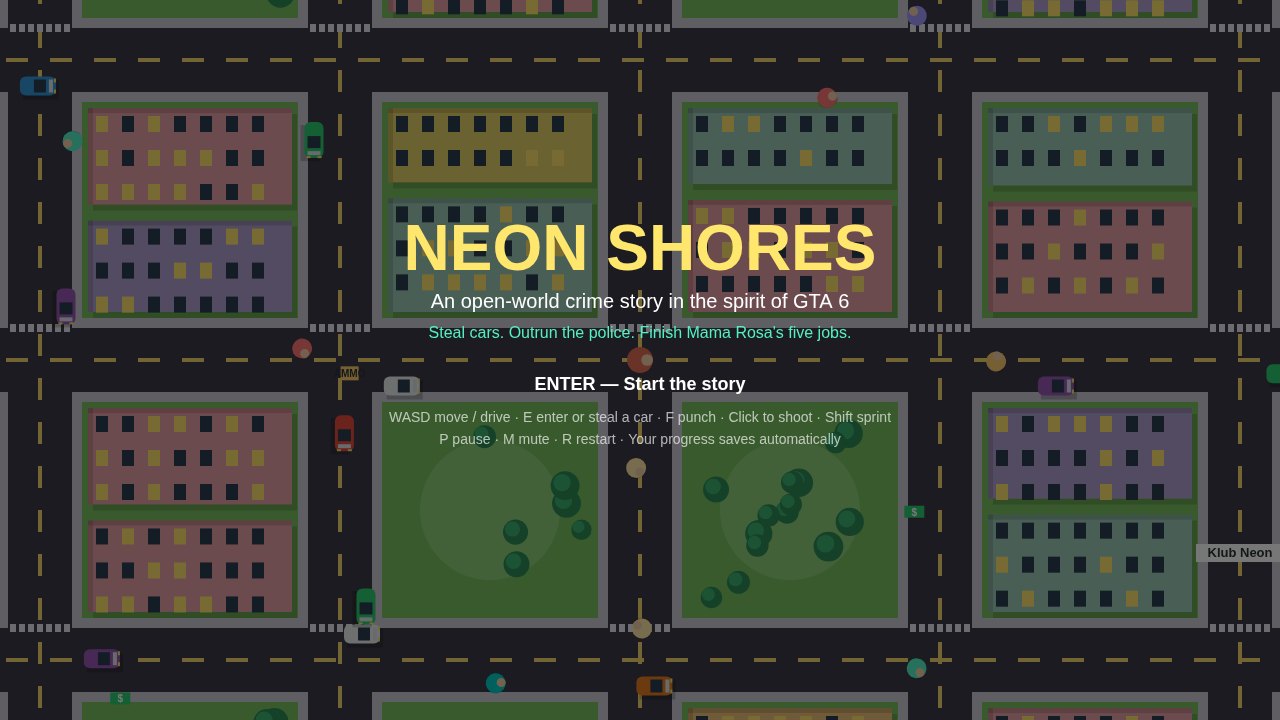 NEON SHORES
An open-world crime story in the spirit of GTA 6
Steal cars. Outrun the police. Finish Mama Rosa's five jobs.
AMMO
ENTER — Start the story
WASD move / drive · E enter or steal a car · F punch · Click to shoot · Shift sprint
P pause · M mute · R restart · Your progress saves automatically
$
Klub Neon
$